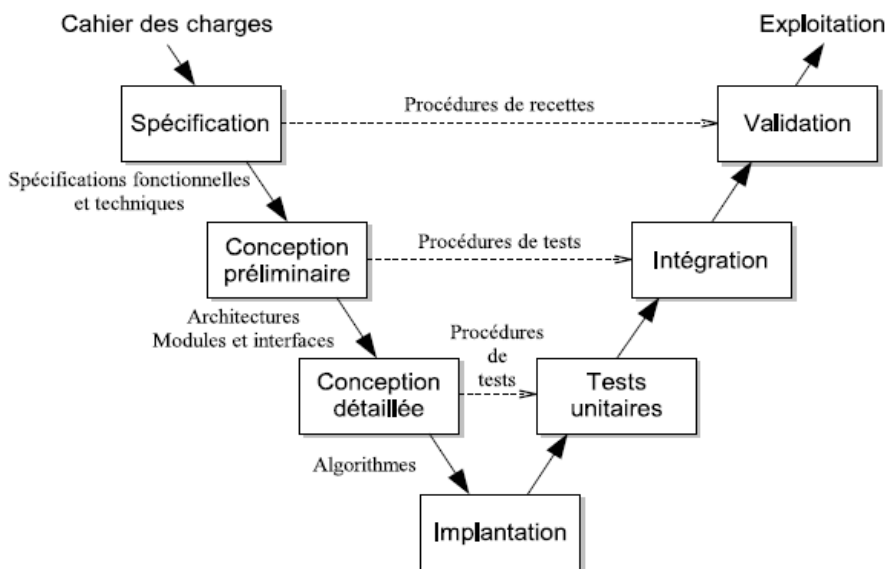 Cahier des charges
Exploitation
Spécification
Procédures de recettes
Validation
Spécifications fonctionnelles
et techniques
Conception
préliminaire
Procédures de tests
Intégration
Architectures
Modules et interfaces
Procédures
de
tests
Conception
détaillée
Tests
unitaires
Algorithmes
Implantation